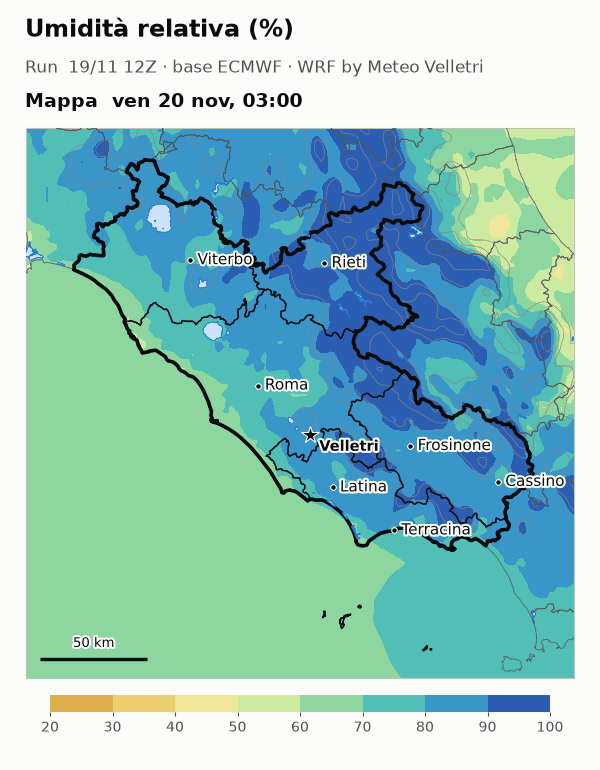 Umidità relativa (%)
Run  19/11 12Z · base ECMWF · WRF by Meteo Velletri
Mappa  ven 20 nov, 03:00
Viterbo
Rieti
Roma
Velletri
Frosinone
Latina
Cassino
Terracina
50 km
20 30 40 50 60 70 80 90 100